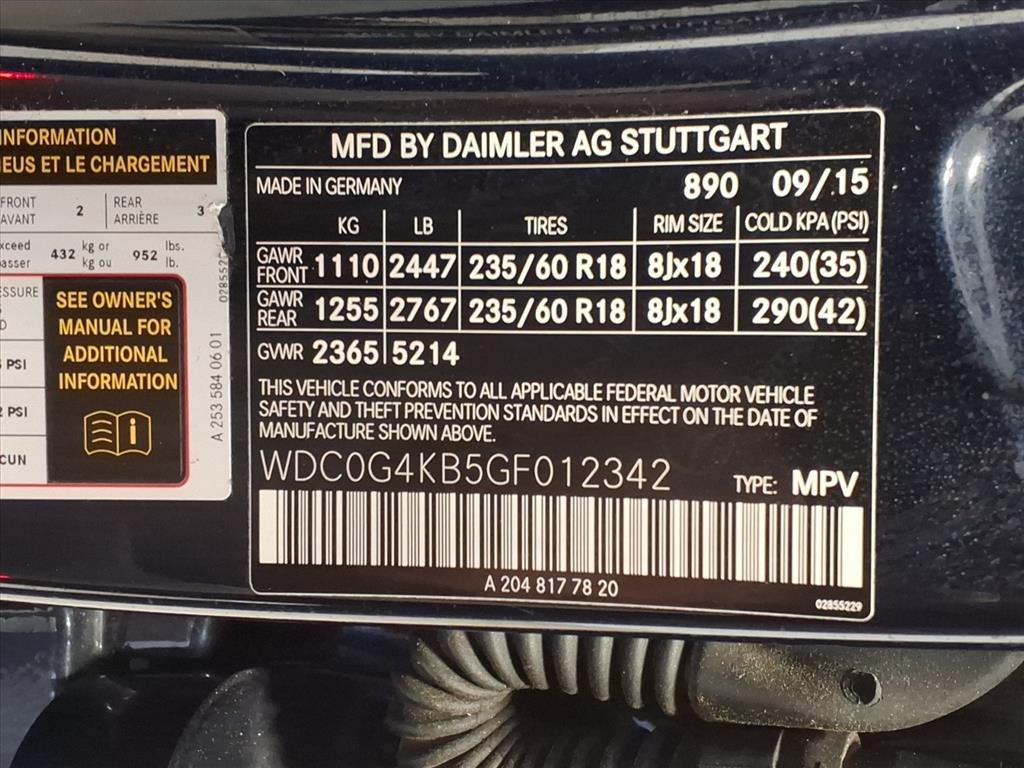 INFORMATION
EUS ET LE CHARGEMENT
FRONT
AVANT
2
REAR
ARRIÈRE
3
432
kg or
kg ou
952
lbs.
lb.
PSI
PSI
SEE OWNER'S
MANUAL FOR
ADDITIONAL
INFORMATION
i
A 253 584 06 01
MFD BY DAIMLER AG STUTTGART
MADE IN GERMANY 890 09/15
KG LB TIRES RIM SIZE COLD KPA (PSI)
GAWR FRONT 1110 2447 235/60 R18 8Jx18 240(35)
GAWR REAR 1255 2767 235/60 R18 8Jx18 290(42)
GVWR 2365 5214
THIS VEHICLE CONFORMS TO ALL APPLICABLE FEDERAL MOTOR VEHICLE
SAFETY AND THEFT PREVENTION STANDARDS IN EFFECT ON THE DATE OF
MANUFACTURE SHOWN ABOVE.
WDC0G4KB5GF012342 TYPE: MPV
A 204 817 78 20
02855229